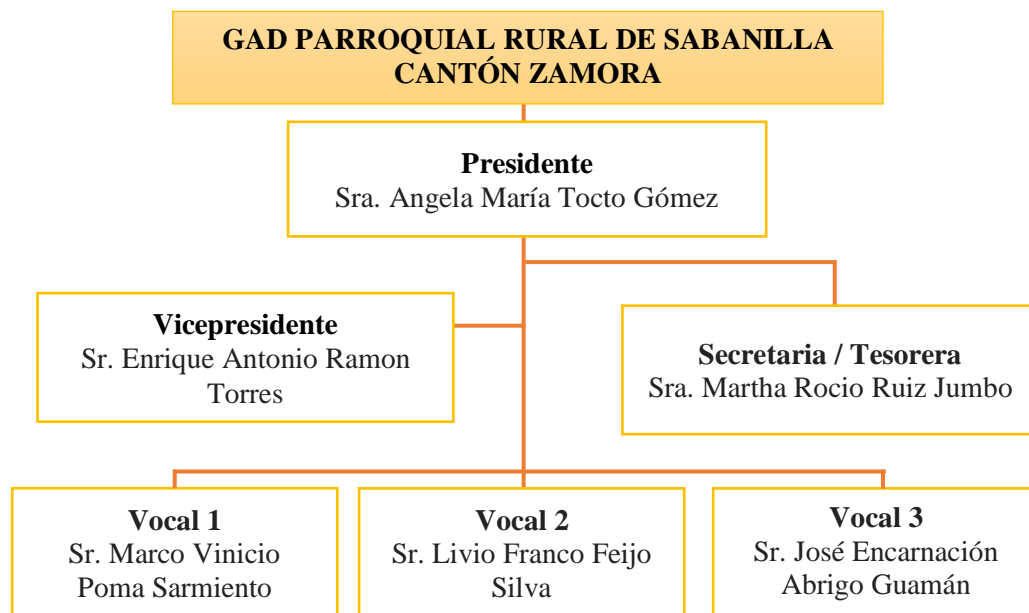 GAD PARROQUIAL RURAL DE SABANILLA
CANTÓN ZAMORA
Presidente
Sra. Angela María Tocto Gómez
Vicepresidente
Sr. Enrique Antonio Ramon
Torres
Secretaria / Tesorera
Sra. Martha Rocio Ruiz Jumbo
Vocal 1
Sr. Marco Vinicio
Poma Sarmiento
Vocal 2
Sr. Livio Franco Feijo
Silva
Vocal 3
Sr. José Encarnación
Abrigo Guamán